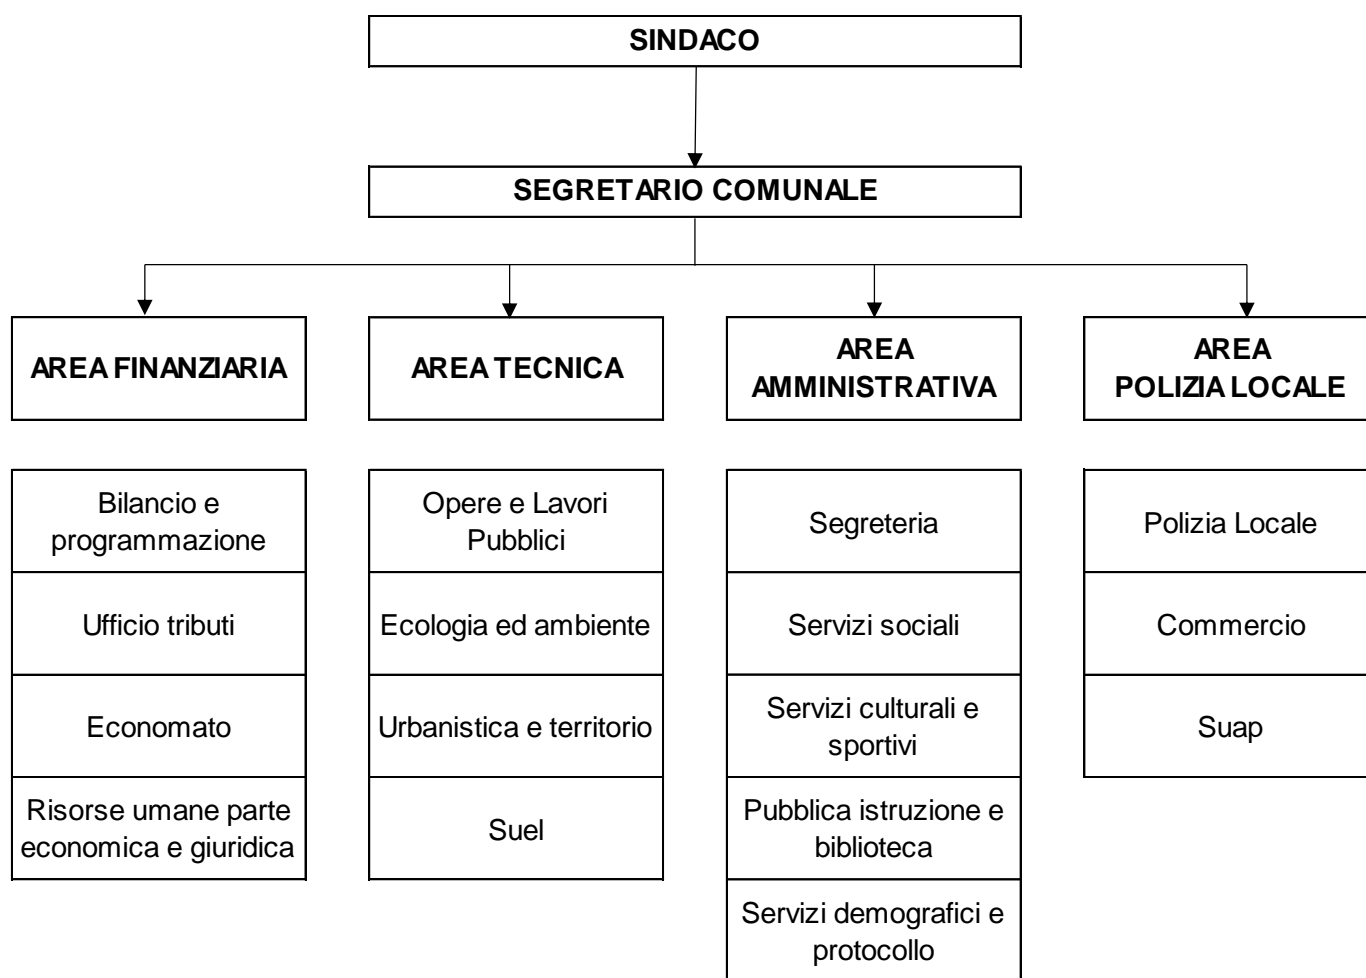 SINDACO
SEGRETARIO COMUNALE
AREA FINANZIARIA
AREA TECNICA
AREA
AMMINISTRATIVA
AREA
POLIZIA LOCALE
Bilancio e
programmazione
Ufficio tributi
Economato
Risorse umane parte
economica e giuridica
Opere e Lavori
Pubblici
Ecologia ed ambiente
Urbanistica e territorio
Suel
Segreteria
Servizi sociali
Servizi culturali e
sportivi
Pubblica istruzione e
biblioteca
Servizi demografici e
protocollo
Polizia Locale
Commercio
Suap